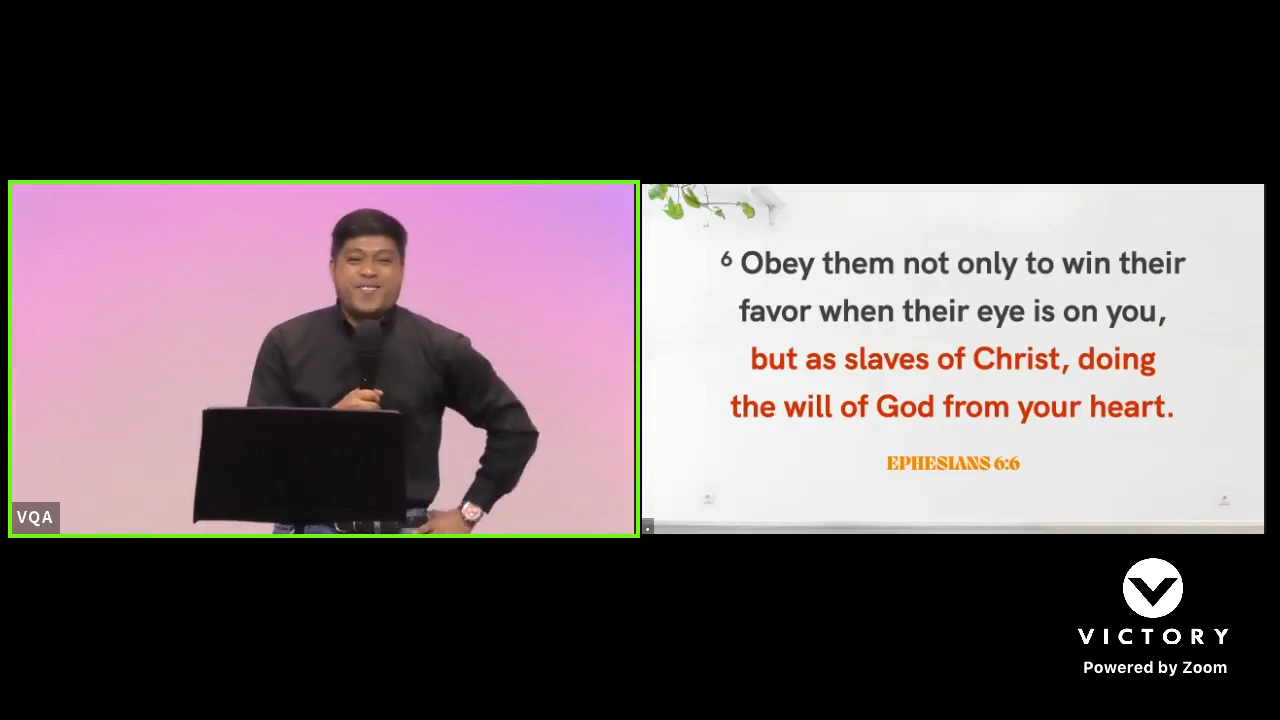 VQA
⁶ Obey them not only to win their
favor when their eye is on you,
but as slaves of Christ, doing
the will of God from your heart.
EPHESIANS 6:6
.
VICTORY
Powered by Zoom